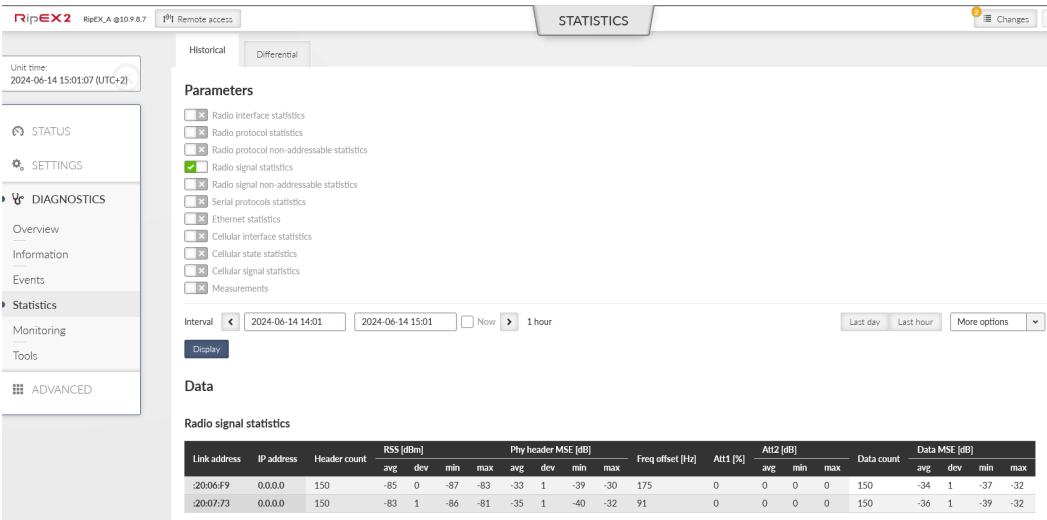 RipEX2 RipEX_A @10.9.8.7 Remote access STATISTICS 2 Changes
Historical Differential
Unit time:
2024-06-14 15:01:07 (UTC+2)
STATUS
SETTINGS
DIAGNOSTICS
Overview
Information
Events
Statistics
Monitoring
Tools
ADVANCED
Parameters
Radio interface statistics
Radio protocol statistics
Radio protocol non-addressable statistics
Radio signal statistics
Radio signal non-addressable statistics
Serial protocols statistics
Ethernet statistics
Cellular interface statistics
Cellular state statistics
Cellular signal statistics
Measurements
Interval 2024-06-14 14:01 2024-06-14 15:01 Now 1 hour Last day Last hour More options
Display
Data
Radio signal statistics
Link address IP address Header count RSS [dBm] Phy header MSE [dB] Freq offset [Hz] Att1 [%] Att2 [dB] Data count Data MSE [dB]
avg dev min max avg dev min max avg min max avg dev min max
:20:06:F9 0.0.0.0 150 -85 0 -87 -83 -33 1 -39 -30 175 0 0 0 0 150 -34 1 -37 -32
:20:07:73 0.0.0.0 150 -83 1 -86 -81 -35 1 -40 -32 91 0 0 0 0 150 -36 1 -39 -32